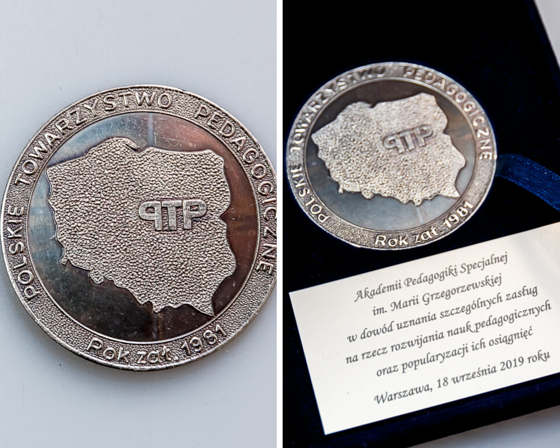 POLSKIE TOWARZYSTWO PEDAGOGICZNE
PTP
Rok zał. 1981
POLSKIE TOWARZYSTWO PEDAGOGICZNE
PTP
Rok zał. 1981
Akademii Pedagogiki Specjalnej
im. Marii Grzegorzewskiej
w dowód uznania szczególnych zasług
na rzecz rozwijania nauk pedagogicznych
oraz popularyzacji ich osiągnięć
Warszawa, 18 września 2019 roku